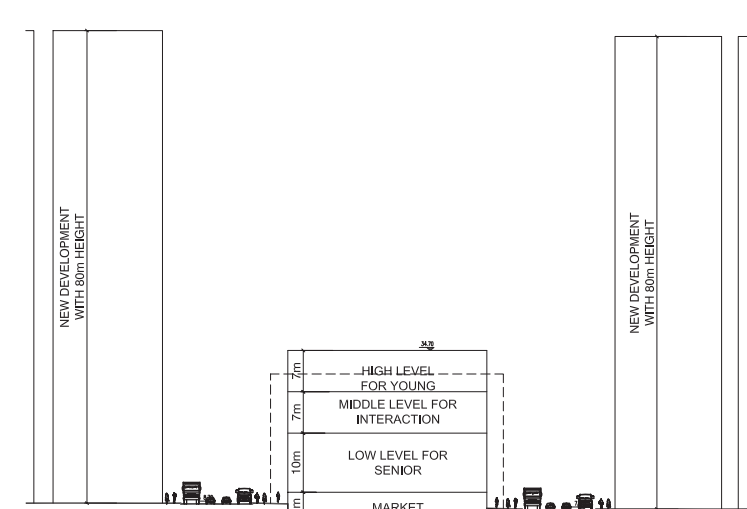 NEW DEVELOPMENT
WITH 80m HEIGHT
NEW DEVELOPMENT
WITH 80m HEIGHT
34.70
7m
HIGH LEVEL
FOR YOUNG
7m
MIDDLE LEVEL FOR
INTERACTION
10m
LOW LEVEL FOR
SENIOR
m
MARKET